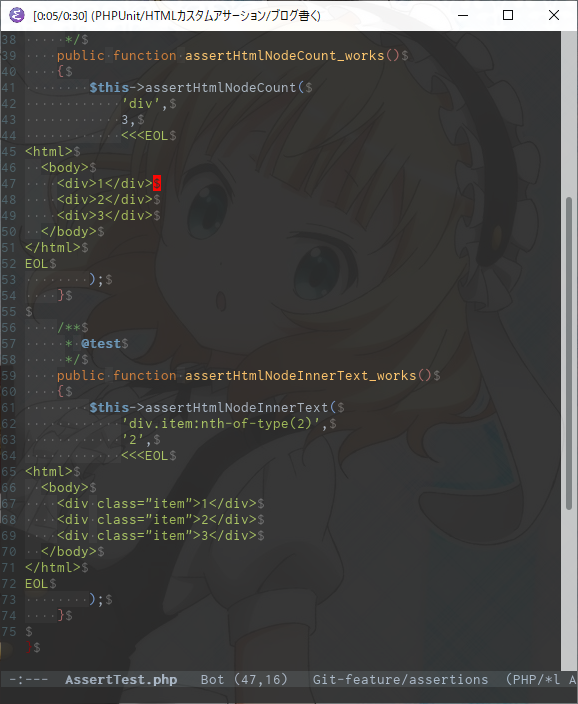 [0:05/0:30] (PHPUnit/HTMLカスタムアサーション/ブログ書く)
38 ·····*/$
39 ····public·function·assertHtmlNodeCount_works()$
40 ····{$
41 ········$this->assertHtmlNodeCount($
42 ············'div',$
43 ············3,$
44 ············<<<EOL$
45 <html>$
46 ··<body>$
47 ····<div>1</div>$
48 ····<div>2</div>$
49 ····<div>3</div>$
50 ··</body>$
51 </html>$
52 EOL$
53 ········);$
54 ····}$
55 $
56 ····/**$
57 ·····*·@test$
58 ·····*/$
59 ····public·function·assertHtmlNodeInnerText_works()$
60 ····{$
61 ········$this->assertHtmlNodeInnerText($
62 ············'div.item:nth-of-type(2)',$
63 ············'2',$
64 ············<<<EOL$
65 <html>$
66 ··<body>$
67 ····<div·class="item">1</div>$
68 ····<div·class="item">2</div>$
69 ····<div·class="item">3</div>$
70 ··</body>$
71 </html>$
72 EOL$
73 ········);$
74 ····}$
75 $
$
-:--- AssertTest.php Bot (47,16) Git-feature/assertions (PHP/*l A